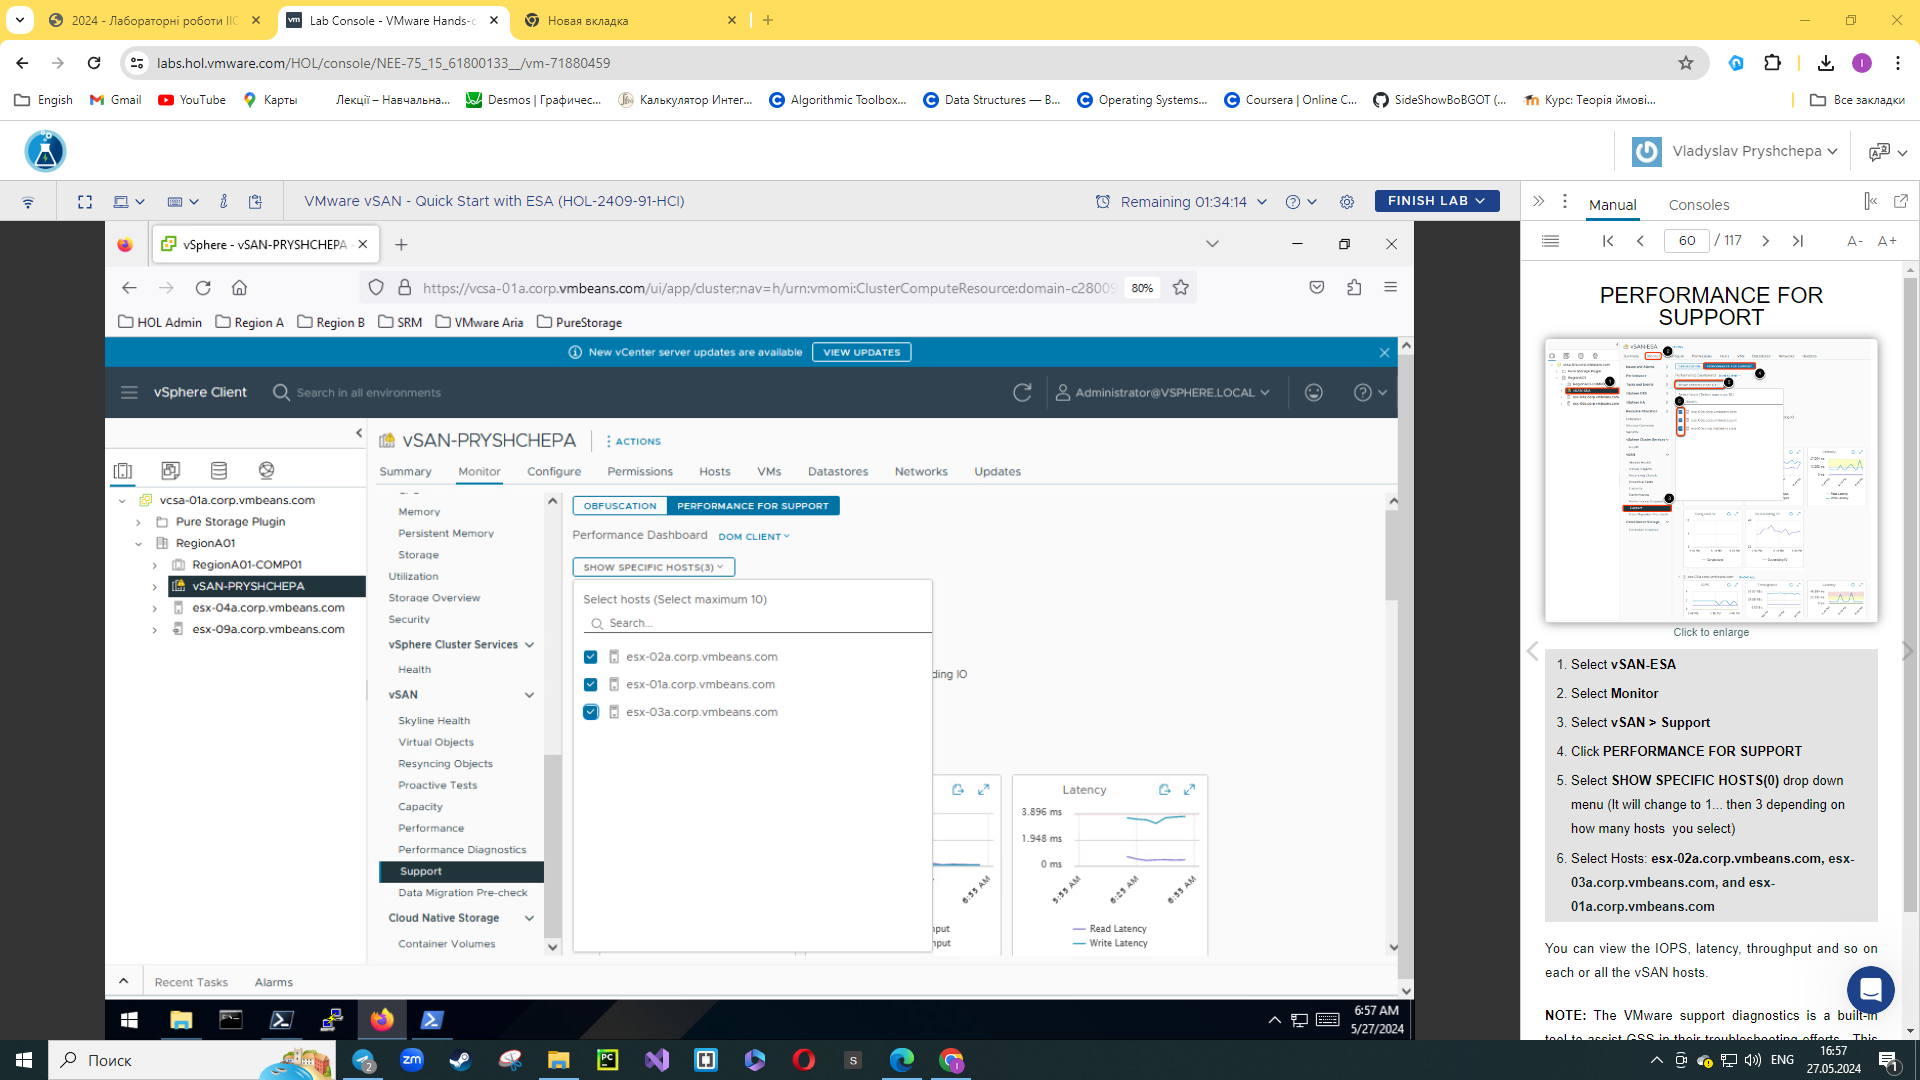 2024 - Лабораторні роботи ІІС
Lab Console - VMware Hands-o
Новая вкладка
labs.hol.vmware.com/HOL/console/NEE-75_15_61800133__/vm-71880459
Engish
Gmail
YouTube
Карты
Лекції – Навчальна...
Desmos | Графичес...
Калькулятор Интег...
Algorithmic Toolbox...
Data Structures — B...
Operating Systems...
Coursera | Online C...
SideShowBoBGOT (...
Курс: Теорія ймові...
Все закладки
Vladyslav Pryshchepa
VMware vSAN - Quick Start with ESA (HOL-2409-91-HCI)
Remaining 01:34:14
FINISH LAB
Manual
Consoles
60 / 117
A-
A+
vSphere - vSAN-PRYSHCHEPA
https://vcsa-01a.corp.vmbeans.com/ui/app/cluster;nav=h/urn:vmomi:ClusterComputeResource:domain-c28009
80%
HOL Admin
Region A
Region B
SRM
VMware Aria
PureStorage
New vCenter server updates are available
VIEW UPDATES
vSphere Client
Search in all environments
Administrator@VSPHERE.LOCAL
vcsa-01a.corp.vmbeans.com
Pure Storage Plugin
RegionA01
RegionA01-COMP01
vSAN-PRYSHCHEPA
esx-04a.corp.vmbeans.com
esx-09a.corp.vmbeans.com
vSAN-PRYSHCHEPA
ACTIONS
Summary
Monitor
Configure
Permissions
Hosts
VMs
Datastores
Networks
Updates
Memory
Persistent Memory
Storage
Utilization
Storage Overview
Security
vSphere Cluster Services
Health
vSAN
Skyline Health
Virtual Objects
Resyncing Objects
Proactive Tests
Capacity
Performance
Performance Diagnostics
Support
Data Migration Pre-check
Cloud Native Storage
Container Volumes
OBFUSCATION
PERFORMANCE FOR SUPPORT
Performance Dashboard
DOM CLIENT
SHOW SPECIFIC HOSTS(3)
Select hosts (Select maximum 10)
Search...
esx-02a.corp.vmbeans.com
esx-01a.corp.vmbeans.com
esx-03a.corp.vmbeans.com
ding IO
6:55 AM
put
put
Latency
3.896 ms
1.948 ms
0 ms
5:55 AM
6:25 AM
6:55 AM
Read Latency
Write Latency
Recent Tasks
Alarms
6:57 AM
5/27/2024
PERFORMANCE FOR
SUPPORT
Click to enlarge
1. Select vSAN-ESA
2. Select Monitor
3. Select vSAN > Support
4. Click PERFORMANCE FOR SUPPORT
5. Select SHOW SPECIFIC HOSTS(0) drop down
menu (It will change to 1... then 3 depending on
how many hosts you select)
6. Select Hosts: esx-02a.corp.vmbeans.com, esx-
03a.corp.vmbeans.com, and esx-
01a.corp.vmbeans.com
You can view the IOPS, latency, throughput and so on
each or all the vSAN hosts.
NOTE: The VMware support diagnostics is a built-in
tool to assist GSS in their troubleshooting efforts. This
Поиск
ENG
16:57
27.05.2024